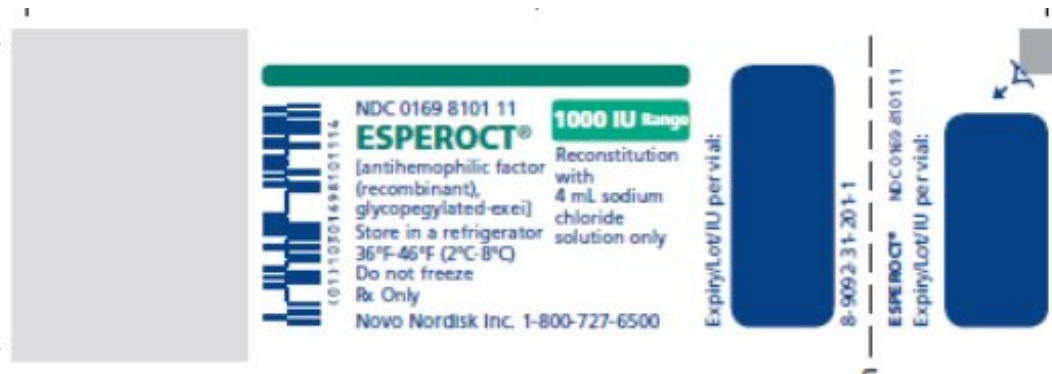 NDC 0169 8101 11
ESPEROCT®
[antihemophilic factor
(recombinant),
glycopegylated-exei]
Store in a refrigerator
36°F-46°F (2°C-8°C)
Do not freeze
Rx Only
Novo Nordisk Inc. 1-800-727-6500
1000 IU Range
Reconstitution
with
4 mL sodium
chloride
solution only
(01)10301698101114
Expiry/Lot/IU per vial:
8-9092-31-201-1
ESPEROCT® NDC 0169 8101 11
Expiry/Lot/IU per vial: